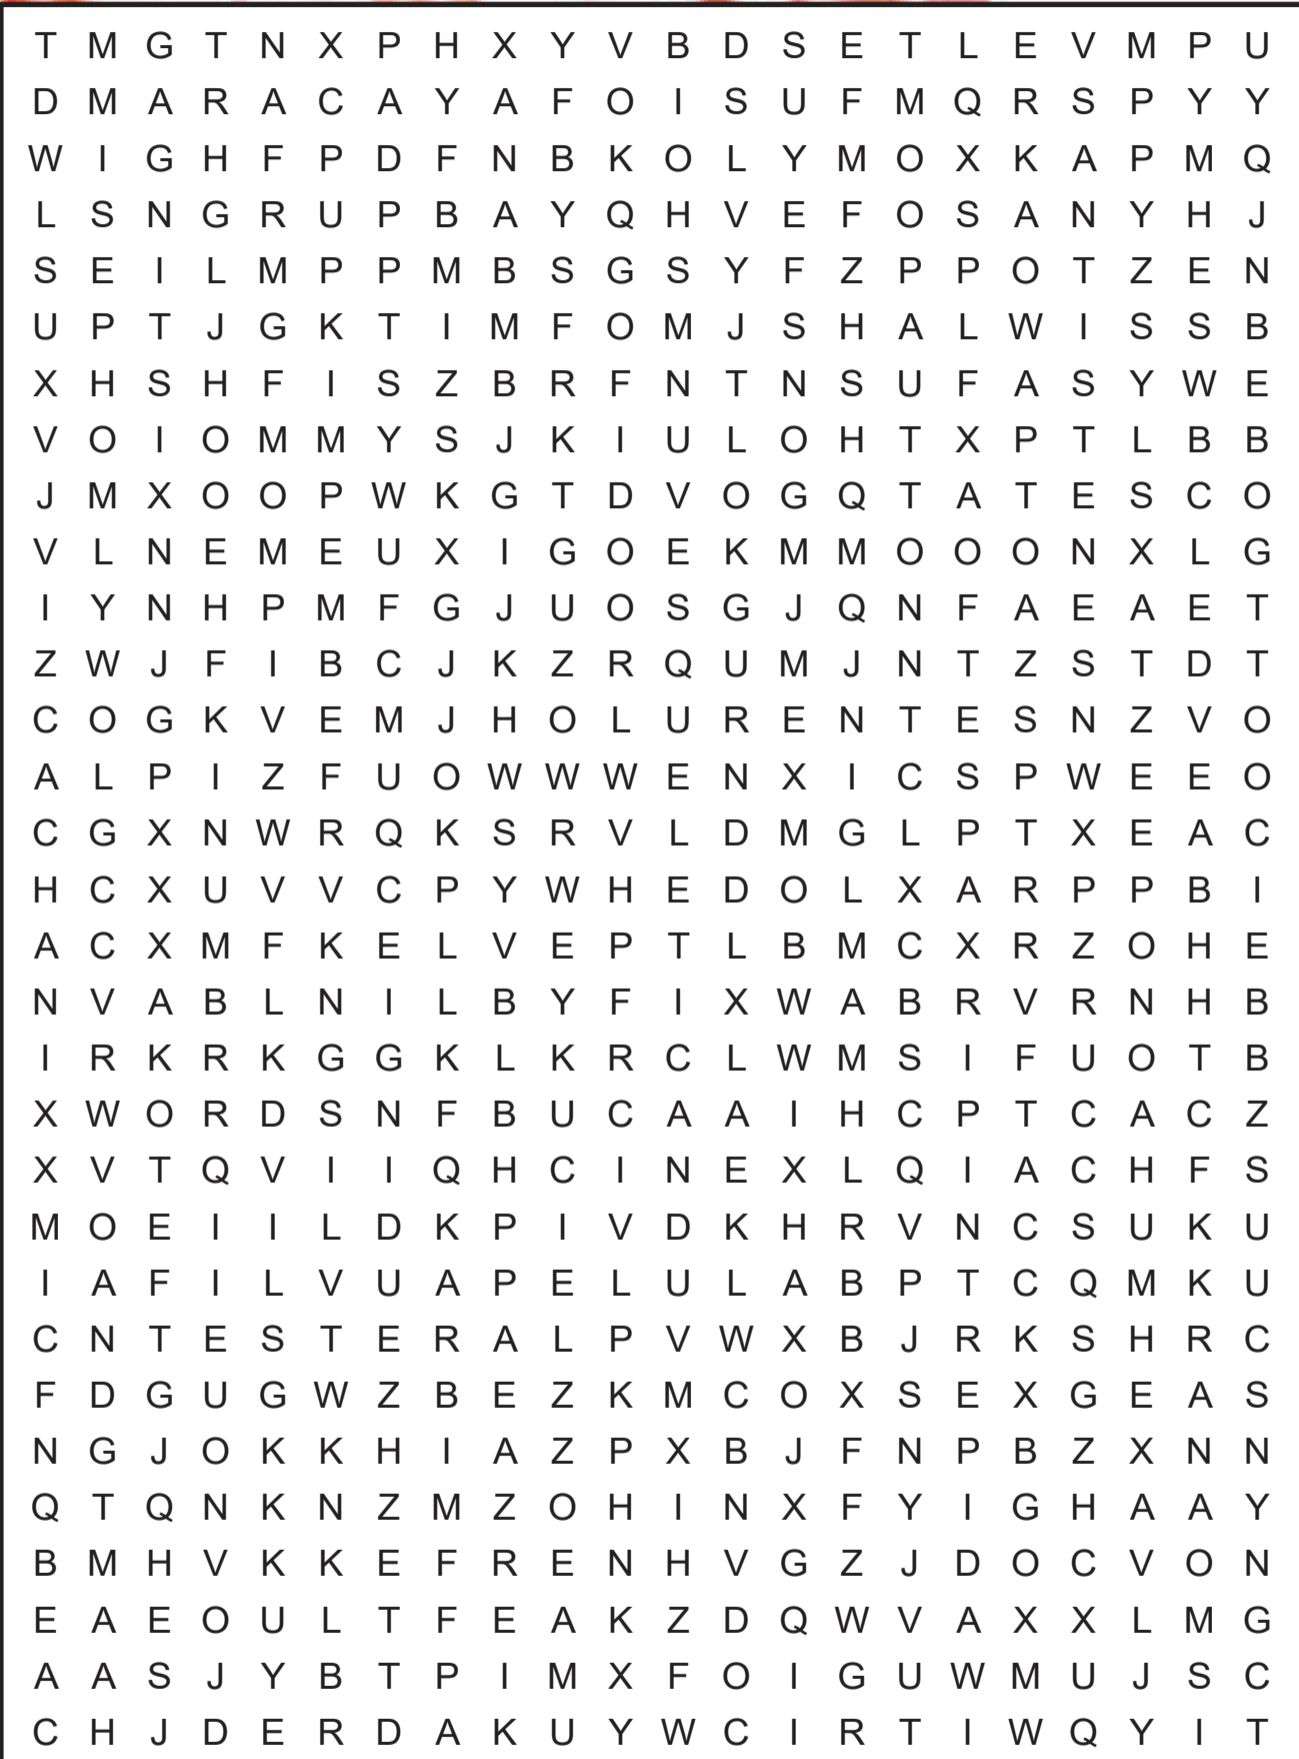 T M G T N X P H X Y V B D S E T L E V M P U
D M A R A C A Y A F O I S U F M Q R S P Y Y
W I G H F P D F N B K O L Y M O X K A P M Q
L S N G R U P B A Y Q H V E F O S A N Y H J
S E I L M P P M B S G S Y F Z P P O T Z E N
U P T J G K T I M F O M J S H A L W I S S B
X H S H F I S Z B R F N T N S U F A S Y W E
V O I O M M Y S J K I U L O H T X P T L B B
J M X O O P W K G T D V O G Q T A T E S C O
V L N E M E U X I G O E K M M O O O N X L G
I Y N H P M F G J U O S G J Q N F A E A E T
Z W J F I B C J K Z R Q U M J N T Z S T D T
C O G K V E M J H O L U R E N T E S N Z V O
A L P I Z F U O W W W E N X I C S P W E E O
C G X N W R Q K S R V L D M G L P T X E A C
H C X U V V C P Y W H E D O L X A R P P B I
A C X M F K E L V E P T L B M C X R Z O H E
N V A B L N I L B Y F I X W A B R V R N H B
I R K R K G G K L K R C L W M S I F U O T B
X W O R D S N F B U C A A I H C P T C A C Z
X V T Q V I I Q H C I N E X L Q I A C H F S
M O E I I L D K P I V D K H R V N C S U K U
I A F I L V U A P E L U L A B P T C Q M K U
C N T E S T E R A L P V W X B J R K S H R C
F D G U G W Z B E Z K M C O X S E X G E A S
N G J O K K H I A Z P X B J F N P B Z X N N
Q T Q N K N Z M Z O H I N X F Y I G H A A Y
B M H V K K E F R E N H V G Z J D O C V O N
E A E O U L T F E A K Z D Q W V A X X L M G
A A S J Y B T P I M X F O I G U W M U J S C
C H J D E R D A K U Y W C I R T I W Q Y I T